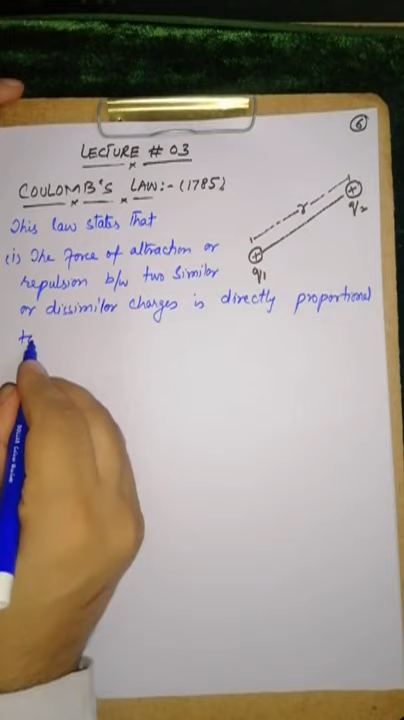 6
LECTURE # 03
COULOMB'S LAW:- (1785)
This law states That
(i) The Force of attraction or
repulsion b/w two similar
or dissimilar charges is directly proportional
to
r
q1
q2
+
+